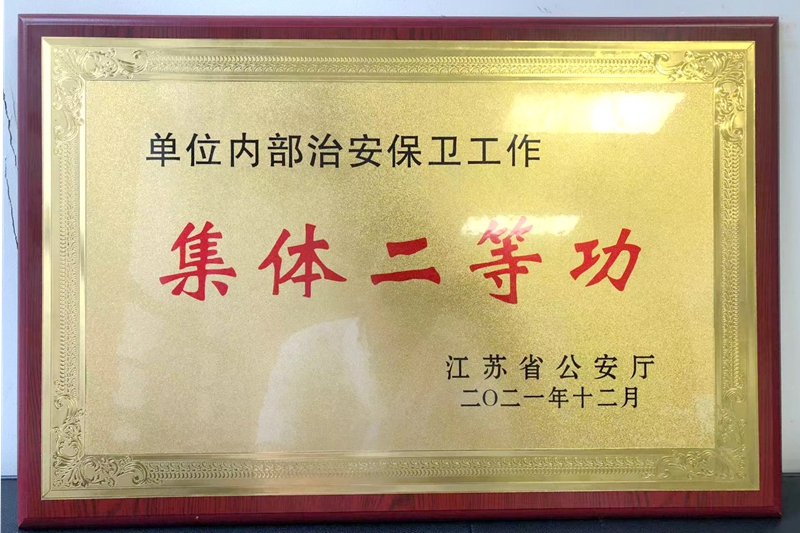 单位内部治安保卫工作
集体二等功
江苏省公安厅
二〇二一年十二月